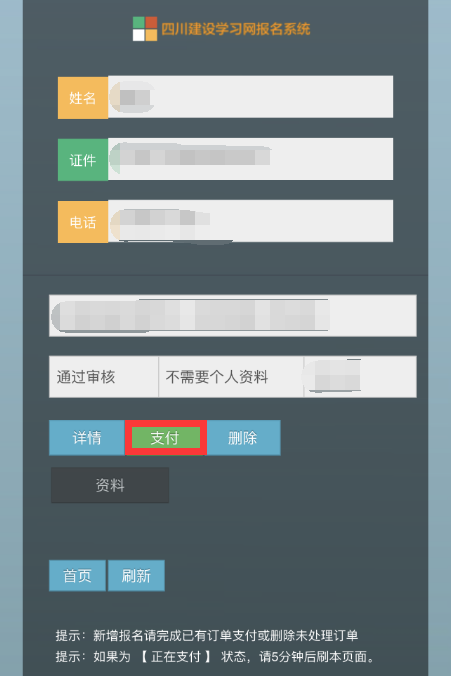 四川建设学习网报名系统
姓名
证件
电话
通过审核 不需要个人资料
详情 支付 删除
资料
首页 刷新
提示：新增报名请完成已有订单支付或删除未处理订单
提示：如果为 【 正在支付 】 状态，请5分钟后刷本页面。